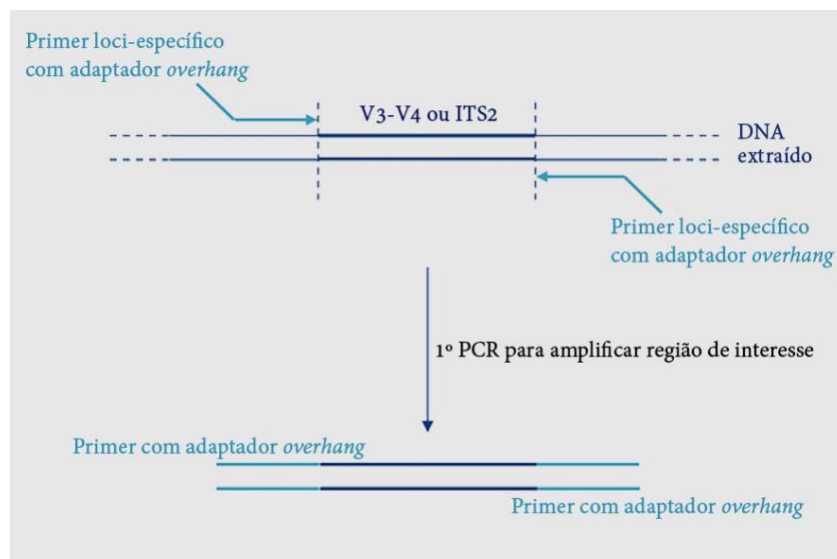 Primer loci-específico
com adaptador overhang
V3-V4 ou ITS2
DNA
extraído
Primer loci-específico
com adaptador overhang
1º PCR para amplificar região de interesse
Primer com adaptador overhang
Primer com adaptador overhang